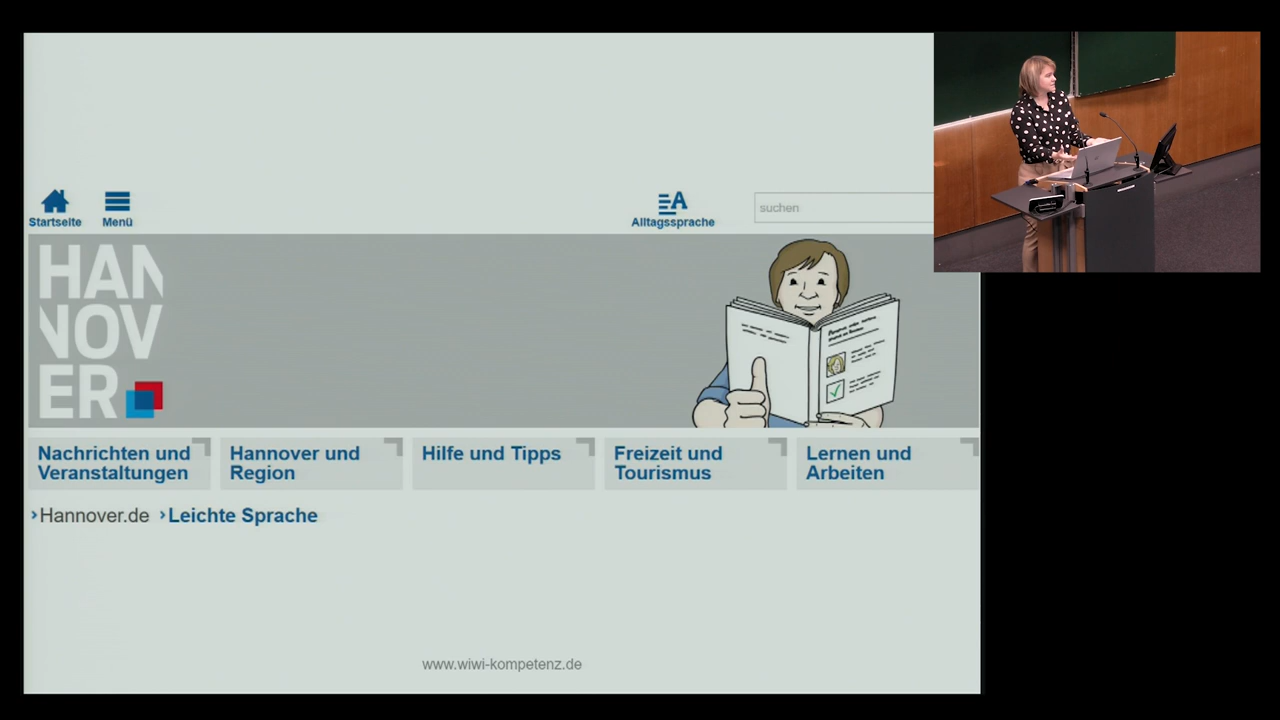 Startseite
Menü
Alltagssprache
suchen
HAN
NOV
ER
Nachrichten und
Veranstaltungen
Hannover und
Region
Hilfe und Tipps
Freizeit und
Tourismus
Lernen und
Arbeiten
Hannover.de
Leichte Sprache
www.wiwi-kompetenz.de